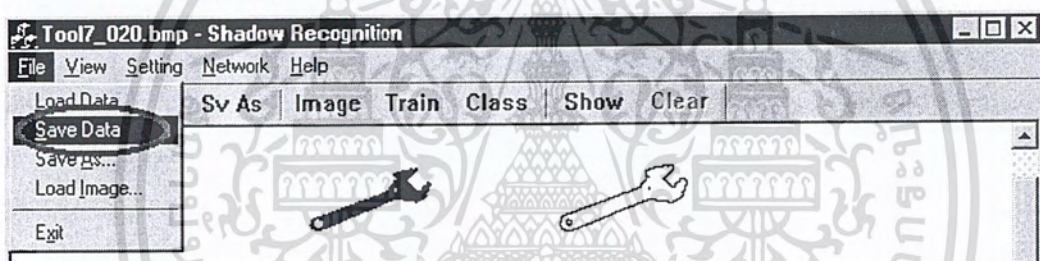 Tool7_020.bmp - Shadow Recognition
File View Setting Network Help
Load Data
Save Data
Save As...
Load Image...
Exit
Sv As Image Train Class Show Clear